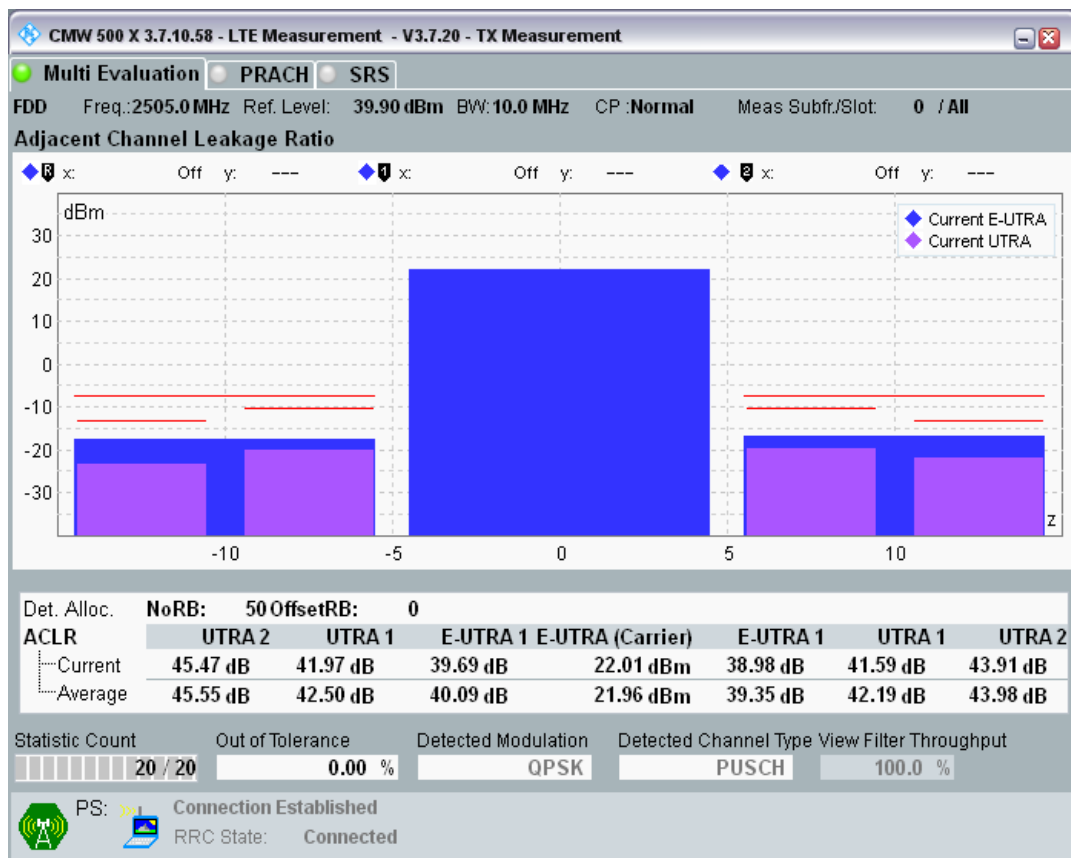 CMW 500 X 3.7.10.58 - LTE Measurement - V3.7.20 - TX Measurement
Multi Evaluation PRACH SRS
FDD Freq.:2505.0 MHz Ref. Level: 39.90 dBm BW: 10.0 MHz CP :Normal Meas Subfr./Slot: 0 / All
Adjacent Channel Leakage Ratio
R x: Off y: --- 1 x: Off y: --- 2 x: Off y: ---
dBm
Current E-UTRA
Current UTRA
30
20
10
0
-10
-20
-30
z
-10 -5 0 5 10
Det. Alloc. NoRB: 50 OffsetRB: 0
ACLR UTRA 2 UTRA 1 E-UTRA 1 E-UTRA (Carrier) E-UTRA 1 UTRA 1 UTRA 2
Current 45.47 dB 41.97 dB 39.69 dB 22.01 dBm 38.98 dB 41.59 dB 43.91 dB
Average 45.55 dB 42.50 dB 40.09 dB 21.96 dBm 39.35 dB 42.19 dB 43.98 dB
Statistic Count Out of Tolerance Detected Modulation Detected Channel Type View Filter Throughput
20 / 20 0.00 % QPSK PUSCH 100.0 %
PS: Connection Established
RRC State: Connected